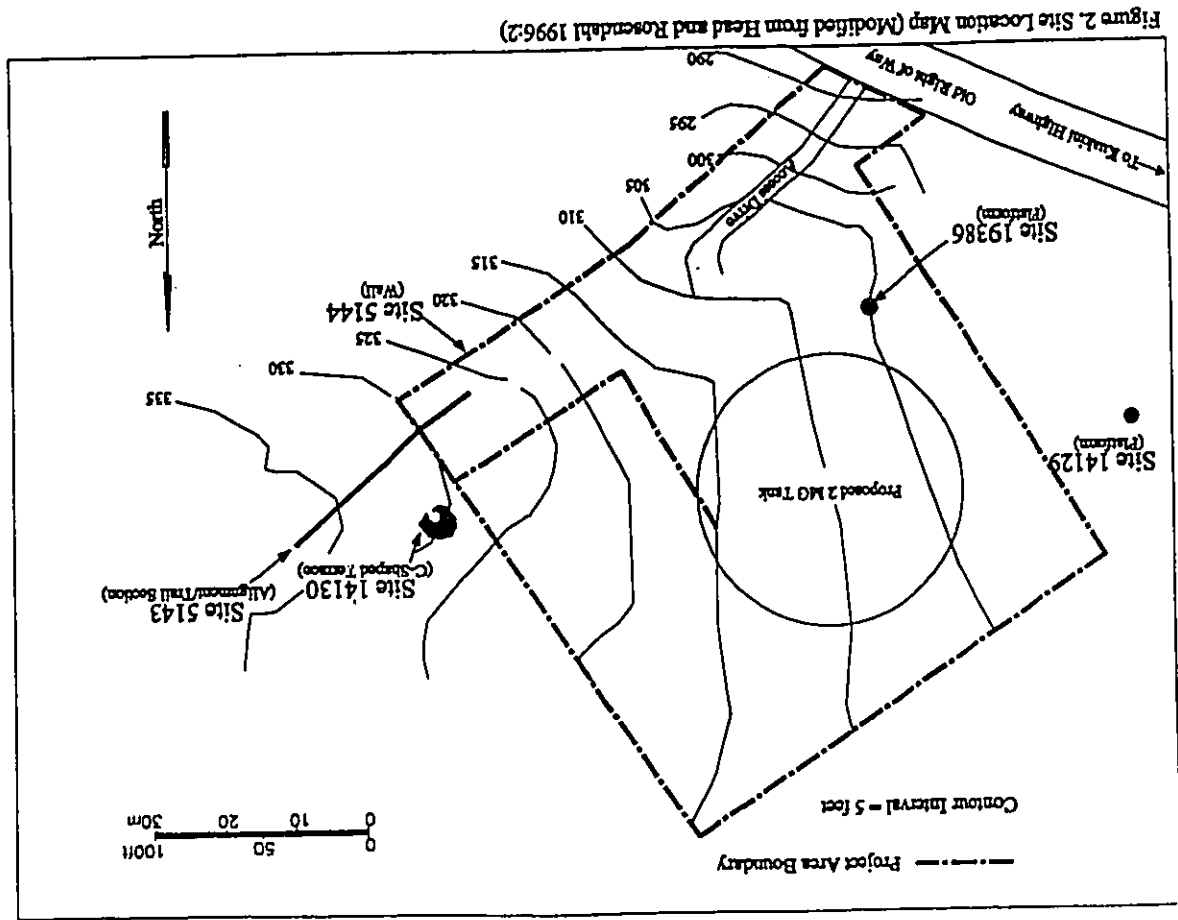 Project Area Boundary
Contour Interval = 5 feet
0 50 100ft
0 10 20 30m
Site 5143
(Alignment/Trail Section)
Site 14130
(C-Shaped Terrace)
Proposed 2 MG Tank
Site 14129
(Platform)
335
330
325
320
Site 5144
(Wall)
315
310
305
300
295
290
North
Site 19386
(Platform)
Access Drive
To Kuakini Highway
Old Right of Way
Figure 2. Site Location Map (Modified from Head and Rosendahl 1996:2)